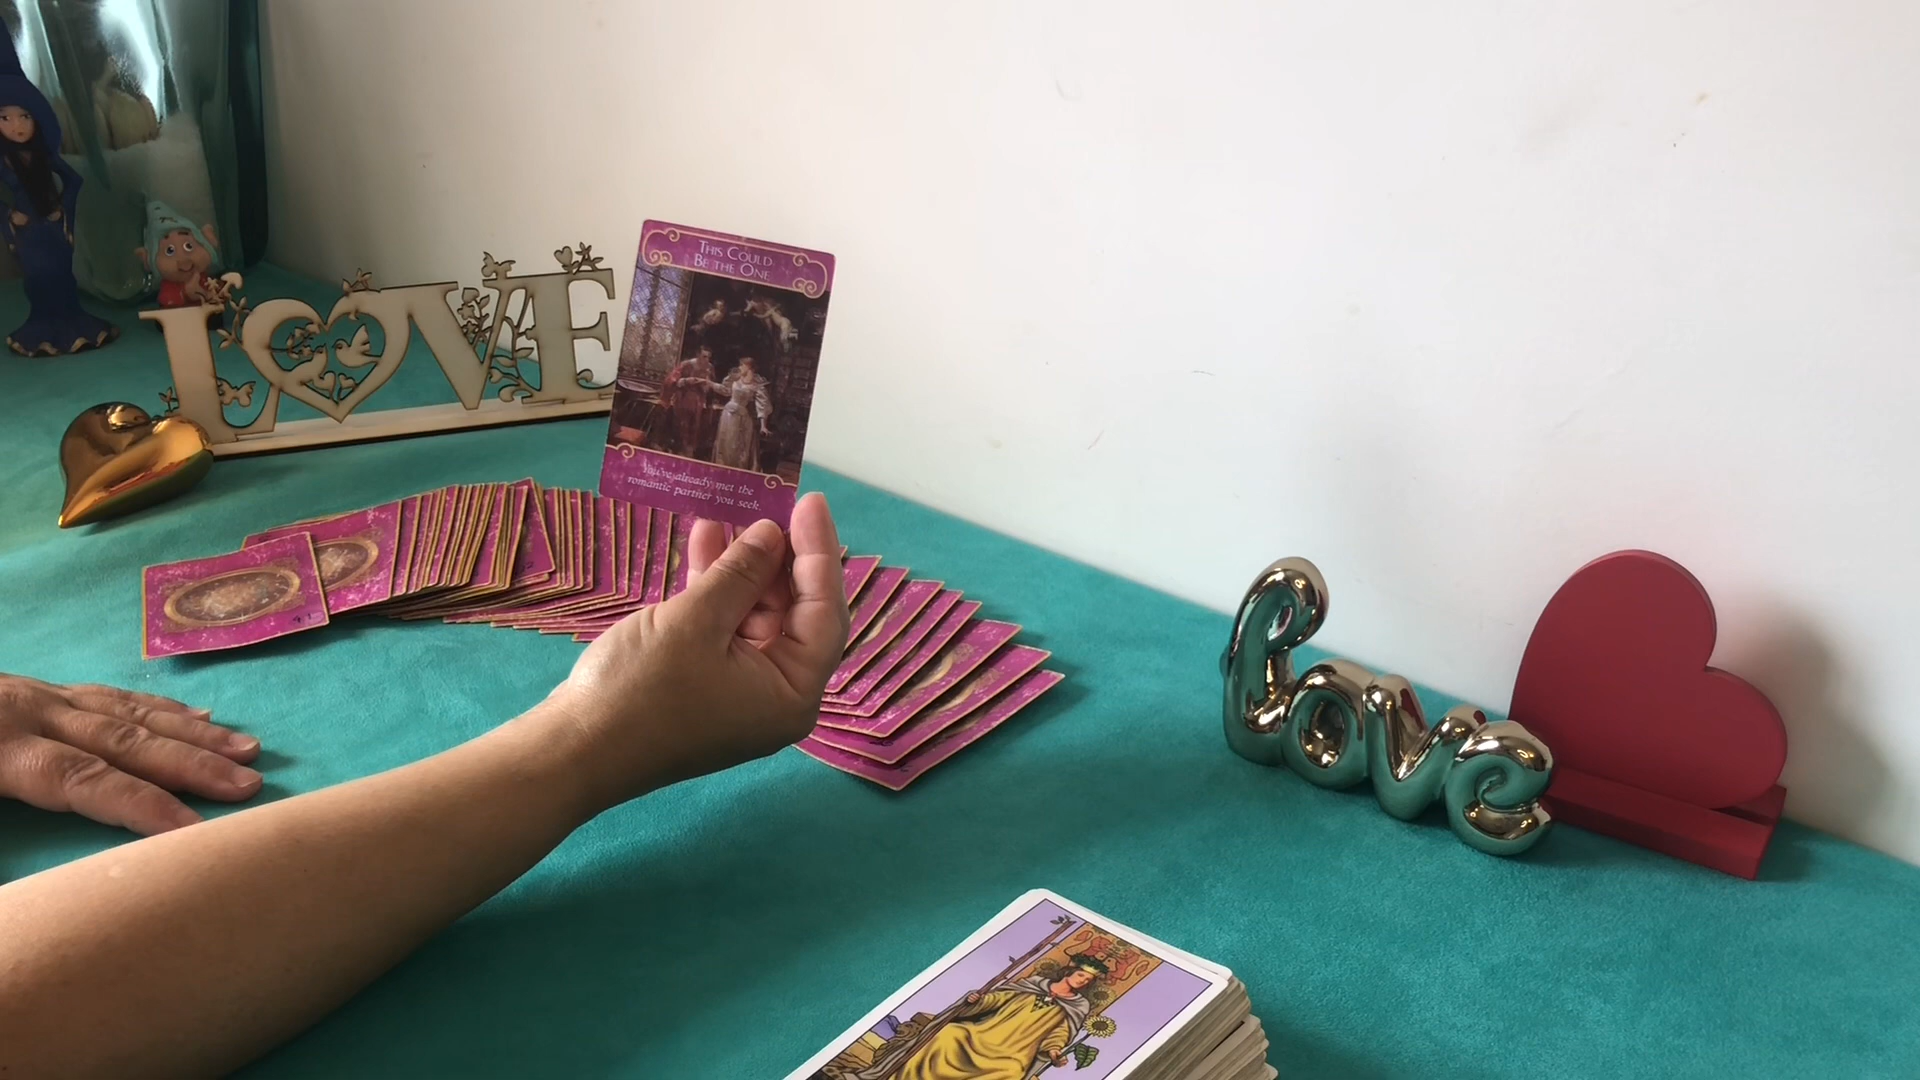 LOVE
THIS COULD
BE THE ONE
You've already met the
romantic partner you seek.
Love